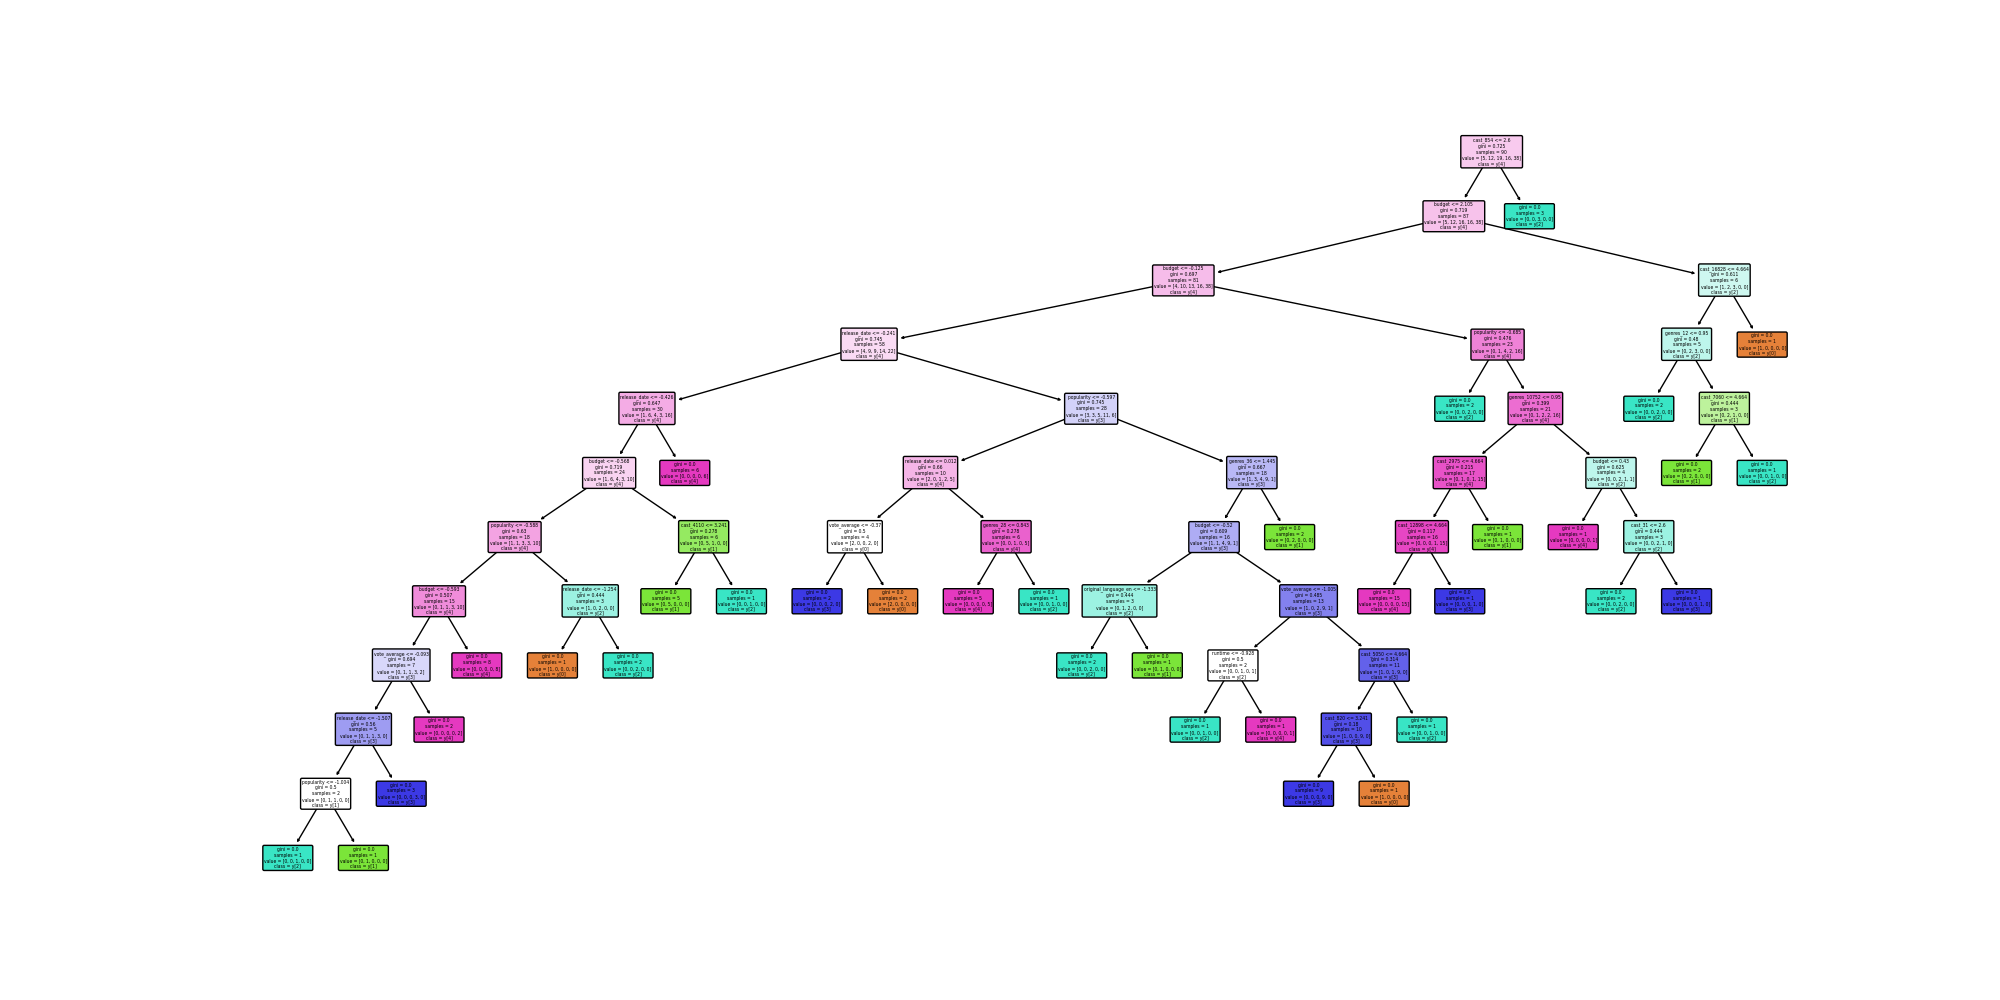 cast_854 <= 2.6
gini = 0.725
samples = 90
value = [5, 12, 19, 16, 38]
class = y[4]
budget <= 2.105
gini = 0.719
samples = 87
value = [5, 12, 16, 16, 38]
class = y[4]
gini = 0.0
samples = 3
value = [0, 0, 3, 0, 0]
class = y[2]
budget <= -0.125
gini = 0.697
samples = 81
value = [4, 10, 13, 16, 38]
class = y[4]
cast_16828 <= 4.664
gini = 0.611
samples = 6
value = [1, 2, 3, 0, 0]
class = y[2]
release_date <= -0.241
gini = 0.745
samples = 58
value = [4, 9, 9, 14, 22]
class = y[4]
popularity <= -0.655
gini = 0.476
samples = 23
value = [0, 1, 4, 2, 16]
class = y[4]
genres_12 <= 0.95
gini = 0.48
samples = 5
value = [0, 2, 3, 0, 0]
class = y[2]
gini = 0.0
samples = 1
value = [1, 0, 0, 0, 0]
class = y[0]
release_date <= -0.426
gini = 0.647
samples = 30
value = [1, 6, 4, 3, 16]
class = y[4]
popularity <= -0.597
gini = 0.745
samples = 28
value = [3, 3, 5, 11, 6]
class = y[3]
gini = 0.0
samples = 2
value = [0, 0, 2, 0, 0]
class = y[2]
genres_10752 <= 0.95
gini = 0.399
samples = 21
value = [0, 1, 2, 2, 16]
class = y[4]
gini = 0.0
samples = 2
value = [0, 0, 2, 0, 0]
class = y[2]
cast_7060 <= 4.664
gini = 0.444
samples = 3
value = [0, 2, 1, 0, 0]
class = y[1]
budget <= -0.568
gini = 0.719
samples = 24
value = [1, 6, 4, 3, 10]
class = y[4]
gini = 0.0
samples = 6
value = [0, 0, 0, 0, 6]
class = y[4]
release_date <= 0.013
gini = 0.66
samples = 10
value = [2, 0, 1, 2, 5]
class = y[4]
genres_36 <= 1.445
gini = 0.667
samples = 18
value = [1, 3, 4, 9, 1]
class = y[3]
cast_2975 <= 4.664
gini = 0.215
samples = 17
value = [0, 1, 0, 1, 15]
class = y[4]
budget <= 0.43
gini = 0.625
samples = 4
value = [0, 0, 2, 1, 1]
class = y[2]
gini = 0.0
samples = 2
value = [0, 2, 0, 0, 0]
class = y[1]
gini = 0.0
samples = 1
value = [0, 0, 1, 0, 0]
class = y[2]
popularity <= -0.588
gini = 0.63
samples = 18
value = [1, 1, 3, 3, 10]
class = y[4]
cast_4110 <= 3.241
gini = 0.278
samples = 6
value = [0, 5, 1, 0, 0]
class = y[1]
vote_average <= -0.37
gini = 0.5
samples = 4
value = [2, 0, 0, 2, 0]
class = y[0]
genres_28 <= 0.843
gini = 0.278
samples = 6
value = [0, 0, 1, 0, 5]
class = y[4]
budget <= -0.52
gini = 0.609
samples = 16
value = [1, 1, 4, 9, 1]
class = y[3]
gini = 0.0
samples = 2
value = [0, 2, 0, 0, 0]
class = y[1]
cast_12898 <= 4.664
gini = 0.117
samples = 16
value = [0, 0, 0, 1, 15]
class = y[4]
gini = 0.0
samples = 1
value = [0, 1, 0, 0, 0]
class = y[1]
gini = 0.0
samples = 1
value = [0, 0, 0, 0, 1]
class = y[4]
cast_31 <= 2.6
gini = 0.444
samples = 3
value = [0, 0, 2, 1, 0]
class = y[2]
budget <= -0.593
gini = 0.507
samples = 15
value = [0, 1, 1, 3, 10]
class = y[4]
release_date <= -1.254
gini = 0.444
samples = 3
value = [1, 0, 2, 0, 0]
class = y[2]
gini = 0.0
samples = 5
value = [0, 5, 0, 0, 0]
class = y[1]
gini = 0.0
samples = 1
value = [0, 0, 1, 0, 0]
class = y[2]
gini = 0.0
samples = 2
value = [0, 0, 0, 2, 0]
class = y[3]
gini = 0.0
samples = 2
value = [2, 0, 0, 0, 0]
class = y[0]
gini = 0.0
samples = 5
value = [0, 0, 0, 0, 5]
class = y[4]
gini = 0.0
samples = 1
value = [0, 0, 1, 0, 0]
class = y[2]
original_language_en <= -1.333
gini = 0.444
samples = 3
value = [0, 1, 2, 0, 0]
class = y[2]
vote_average <= -1.005
gini = 0.485
samples = 13
value = [1, 0, 2, 9, 1]
class = y[3]
gini = 0.0
samples = 15
value = [0, 0, 0, 0, 15]
class = y[4]
gini = 0.0
samples = 1
value = [0, 0, 0, 1, 0]
class = y[3]
gini = 0.0
samples = 2
value = [0, 0, 2, 0, 0]
class = y[2]
gini = 0.0
samples = 1
value = [0, 0, 0, 1, 0]
class = y[3]
vote_average <= -0.093
gini = 0.694
samples = 7
value = [0, 1, 1, 3, 2]
class = y[3]
gini = 0.0
samples = 8
value = [0, 0, 0, 0, 8]
class = y[4]
gini = 0.0
samples = 1
value = [1, 0, 0, 0, 0]
class = y[0]
gini = 0.0
samples = 2
value = [0, 0, 2, 0, 0]
class = y[2]
gini = 0.0
samples = 2
value = [0, 0, 2, 0, 0]
class = y[2]
gini = 0.0
samples = 1
value = [0, 1, 0, 0, 0]
class = y[1]
runtime <= -0.925
gini = 0.5
samples = 2
value = [0, 0, 1, 0, 1]
class = y[2]
cast_5050 <= 4.664
gini = 0.314
samples = 11
value = [1, 0, 1, 9, 0]
class = y[3]
release_date <= -1.507
gini = 0.56
samples = 5
value = [0, 1, 1, 3, 0]
class = y[3]
gini = 0.0
samples = 2
value = [0, 0, 0, 0, 2]
class = y[4]
gini = 0.0
samples = 1
value = [0, 0, 1, 0, 0]
class = y[2]
gini = 0.0
samples = 1
value = [0, 0, 0, 0, 1]
class = y[4]
cast_920 <= 3.241
gini = 0.18
samples = 10
value = [1, 0, 0, 9, 0]
class = y[3]
gini = 0.0
samples = 1
value = [0, 0, 1, 0, 0]
class = y[2]
popularity <= -1.004
gini = 0.5
samples = 2
value = [0, 1, 1, 0, 0]
class = y[1]
gini = 0.0
samples = 3
value = [0, 0, 0, 3, 0]
class = y[3]
gini = 0.0
samples = 9
value = [0, 0, 0, 9, 0]
class = y[3]
gini = 0.0
samples = 1
value = [1, 0, 0, 0, 0]
class = y[0]
gini = 0.0
samples = 1
value = [0, 0, 1, 0, 0]
class = y[2]
gini = 0.0
samples = 1
value = [0, 1, 0, 0, 0]
class = y[1]